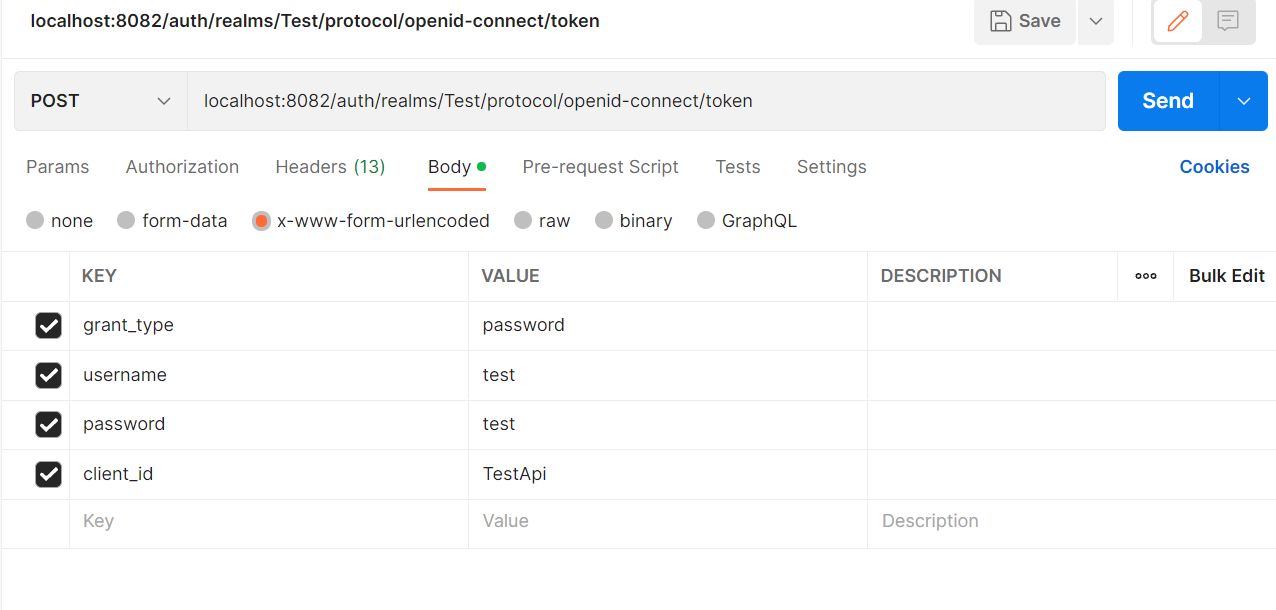 localhost:8082/auth/realms/Test/protocol/openid-connect/token Save
POST localhost:8082/auth/realms/Test/protocol/openid-connect/token Send
Params Authorization Headers (13) Body Pre-request Script Tests Settings Cookies
none form-data x-www-form-urlencoded raw binary GraphQL
KEY VALUE DESCRIPTION Bulk Edit
grant_type password
username test
password test
client_id TestApi
Key Value Description